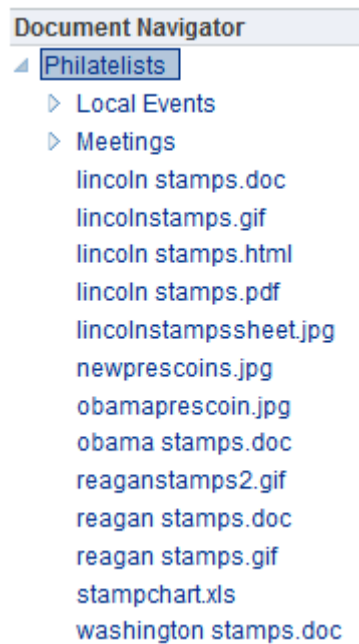 Document Navigator
Philatelists
Local Events
Meetings
lincoln stamps.doc
lincolnstamps.gif
lincoln stamps.html
lincoln stamps.pdf
lincolnstampssheet.jpg
newprescoins.jpg
obamaprescoin.jpg
obama stamps.doc
reaganstamps2.gif
reagan stamps.doc
reagan stamps.gif
stampchart.xls
washington stamps.doc